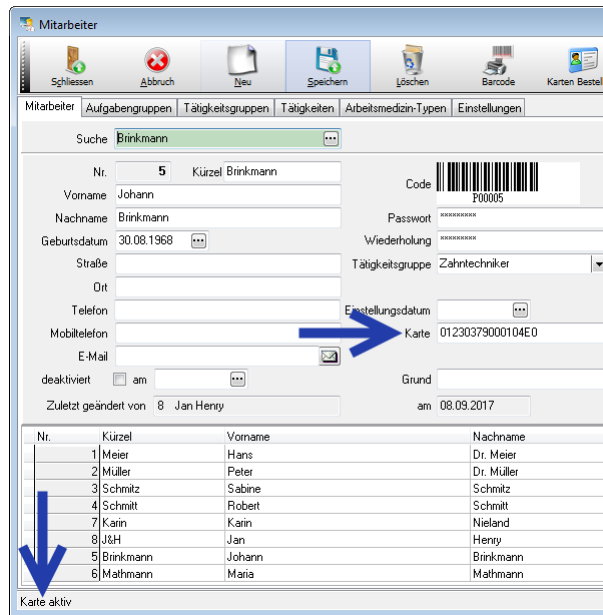 Mitarbeiter
Schliessen Abbruch Neu Speichern Löschen Barcode Karten Bestel
Mitarbeiter Aufgabengruppen Tätigkeitsgruppen Tätigkeiten Arbeitsmedizin-Typen Einstellungen
Suche Brinkmann
Nr. 5 Kürzel Brinkmann
Code P00005
Vorname Johann
Nachname Brinkmann Passwort *********
Geburtsdatum 30.08.1968 Wiederholung *********
Straße Tätigkeitsgruppe Zahntechniker
Ort
Telefon Einstellungsdatum
Mobiltelefon Karte 01230379000104E0
E-Mail
deaktiviert am Grund
Zuletzt geändert von 8 Jan Henry am 08.09.2017
Nr. Kürzel Vorname Nachname
1 Meier Hans Dr. Meier
2 Müller Peter Dr. Müller
3 Schmitz Sabine Schmitz
4 Schmitt Robert Schmitt
7 Karin Karin Nieland
8 J&H Jan Henry
5 Brinkmann Johann Brinkmann
6 Mathmann Maria Mathmann
Karte aktiv